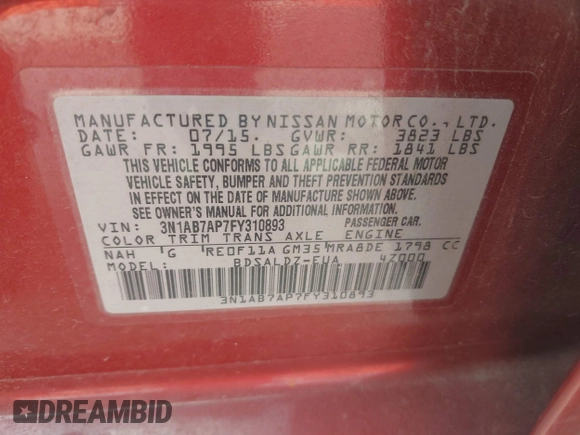 MANUFACTURED BY NISSAN MOTOR CO., LTD.
DATE: 07/15. GVWR: 3823 LBS
GAWR FR: 1995 LBS GAWR RR: 1841 LBS
THIS VEHICLE CONFORMS TO ALL APPLICABLE FEDERAL MOTOR
VEHICLE SAFETY, BUMPER AND THEFT PREVENTION STANDARDS
IN EFFECT ON THE DATE OF MANUFACTURE SHOWN ABOVE.
SEE OWNER'S MANUAL FOR ADDITIONAL INFORMATION.
VIN: 3N1AB7AP7FY310893 PASSENGER CAR.
COLOR TRIM TRANS AXLE ENGINE
NAH G RE0F11A GM35 MRA8DE 1798 CC
MODEL: BDSALDZ-EUA 47000
3N1AB7AP7FY310893
DREAMBID